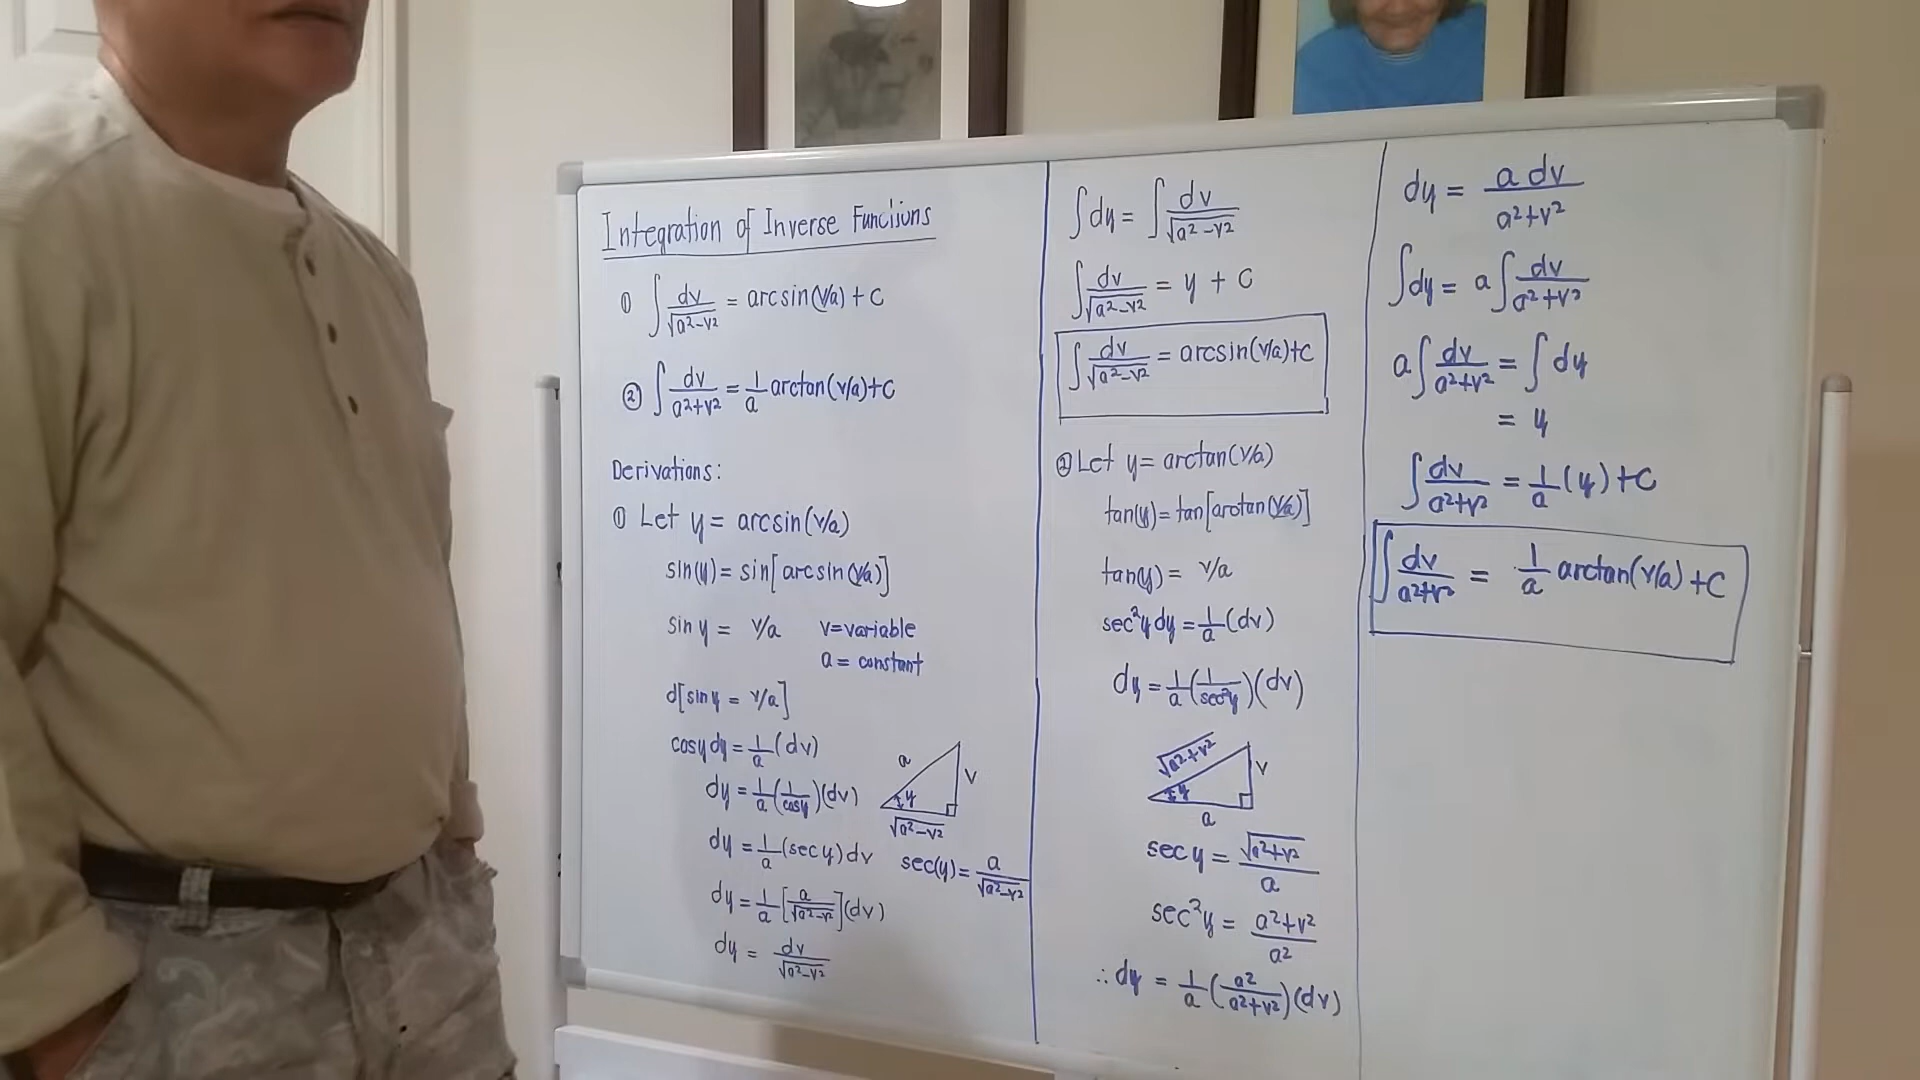 Integration of Inverse Functions
① ∫ dv/√(a²-v²) = arcsin(v/a) + C
② ∫ dv/(a²+v²) = 1/a arctan(v/a)+C
Derivations:
① Let y = arcsin(v/a)
sin(y) = sin[arcsin(v/a)]
sin y = v/a v=variable
a = constant
d[sin y = v/a]
cosy dy = 1/a (dv)
a
v
y
√(a²-v²)
dy = 1/a (1/cosy)(dv)
dy = 1/a (sec y) dv sec(y) = a/√(a²-v²)
dy = 1/a [a/√(a²-v²)](dv)
dy = dv/√(a²-v²)
∫dy = ∫ dv/√(a²-v²)
∫ dv/√(a²-v²) = y + C
∫ dv/√(a²-v²) = arcsin(v/a)+C
② Let y = arctan(v/a)
tan(y) = tan[arctan(v/a)]
tan(y) = v/a
sec²y dy = 1/a (dv)
dy = 1/a (1/sec²y)(dv)
√(a²+v²)
v
y
a
sec y = √(a²+v²)/a
sec²y = (a²+v²)/a²
∴ dy = 1/a (a²/(a²+v²))(dv)
dy = a dv/(a²+v²)
∫dy = a∫ dv/(a²+v²)
a∫ dv/(a²+v²) = ∫ dy
= y
∫ dv/(a²+v²) = 1/a (y) + C
∫ dv/(a²+v²) = 1/a arctan(v/a) + C